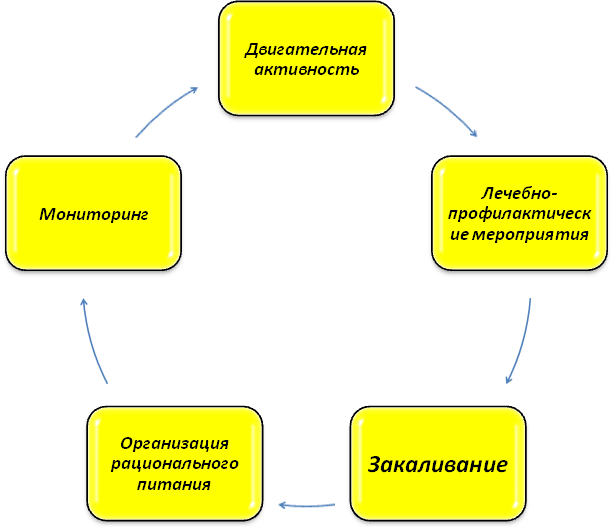 Двигательная
активность
Лечебно-
профилактическ
ие мероприятия
Закаливание
Организация
рационального
питания
Мониторинг